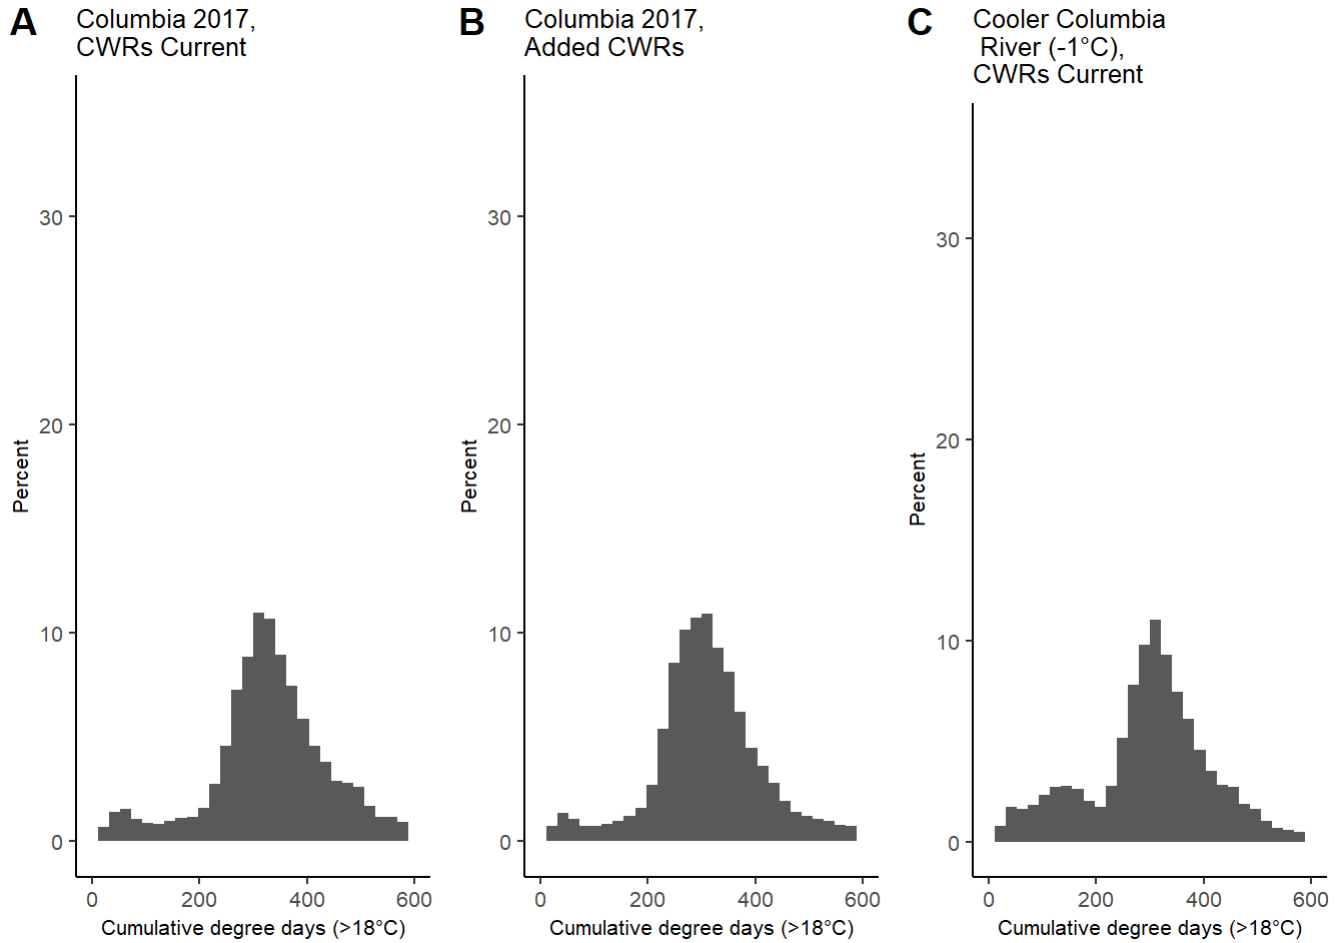 A
Columbia 2017,
CWRs Current
30
20
10
0
Percent
0 200 400 600
Cumulative degree days (>18°C)
B
Columbia 2017,
Added CWRs
30
20
10
0
Percent
0 200 400 600
Cumulative degree days (>18°C)
C
Cooler Columbia
River (-1°C),
CWRs Current
30
20
10
0
Percent
0 200 400 600
Cumulative degree days (>18°C)